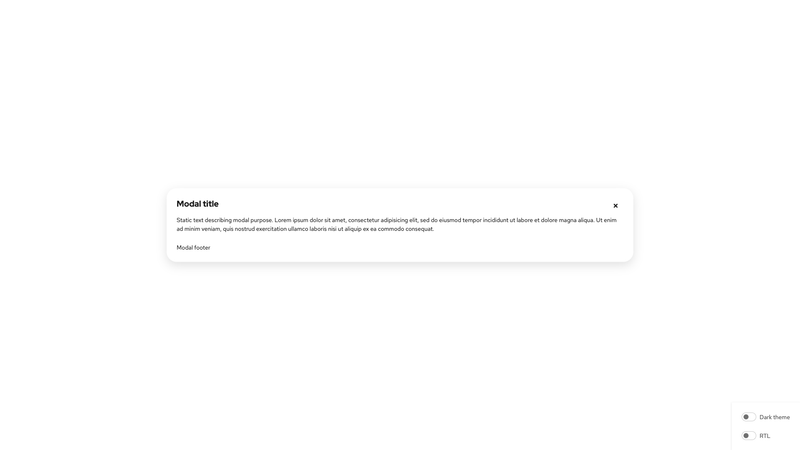 Modal title
Static text describing modal purpose. Lorem ipsum dolor sit amet, consectetur adipisicing elit, sed do eiusmod tempor incididunt ut labore et dolore magna aliqua. Ut enim
ad minim veniam, quis nostrud exercitation ullamco laboris nisi ut aliquip ex ea commodo consequat.
Modal footer
Dark theme
RTL